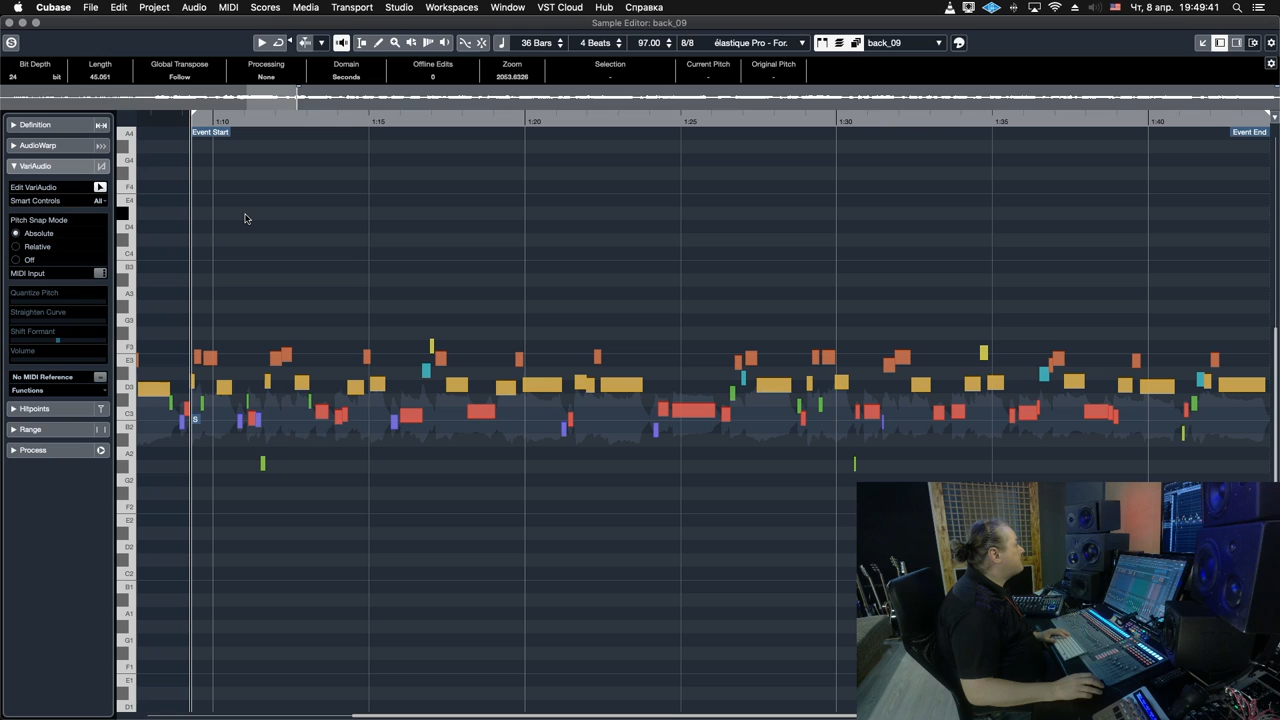 Cubase File Edit Project Audio MIDI Scores Media Transport Studio Workspaces Window VST Cloud Hub Справка Чт, 8 апр. 19:49:41
Sample Editor: back_09
36 Bars 4 Beats 97.00 8/8 élastique Pro - For. back_09
Bit Depth Length Global Transpose Processing Domain Offline Edits Zoom Selection Current Pitch Original Pitch
24 bit 45.051 Follow None Seconds 0 2053.6326 - - -
1:10 1:15 1:20 1:25 1:30 1:35 1:40
Event Start Event End
Definition
AudioWarp
VariAudio
Edit VariAudio
Smart Controls All
Pitch Snap Mode
Absolute
Relative
Off
MIDI Input
Quantize Pitch
Straighten Curve
Shift Formant
Volume
No MIDI Reference
Functions
Hitpoints
Range
Process
A4
G4
F4
E4
D4
C4
B3
A3
G3
F3
E3
D3
C3
B2
A2
G2
F2
E2
D2
C2
B1
A1
G1
F1
E1
D1
S